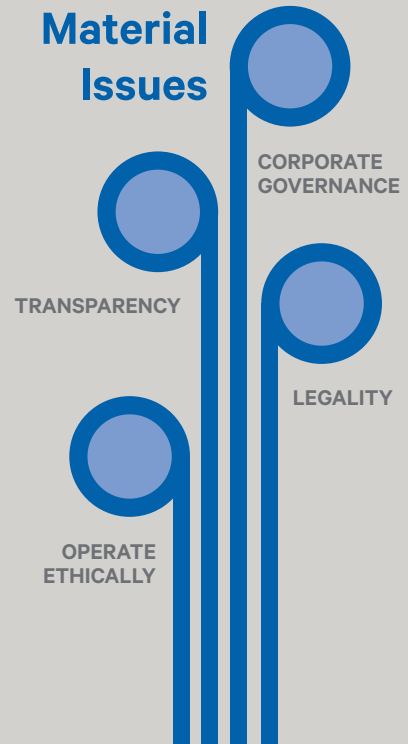 Material
Issues
CORPORATE
GOVERNANCE
TRANSPARENCY
LEGALITY
OPERATE
ETHICALLY